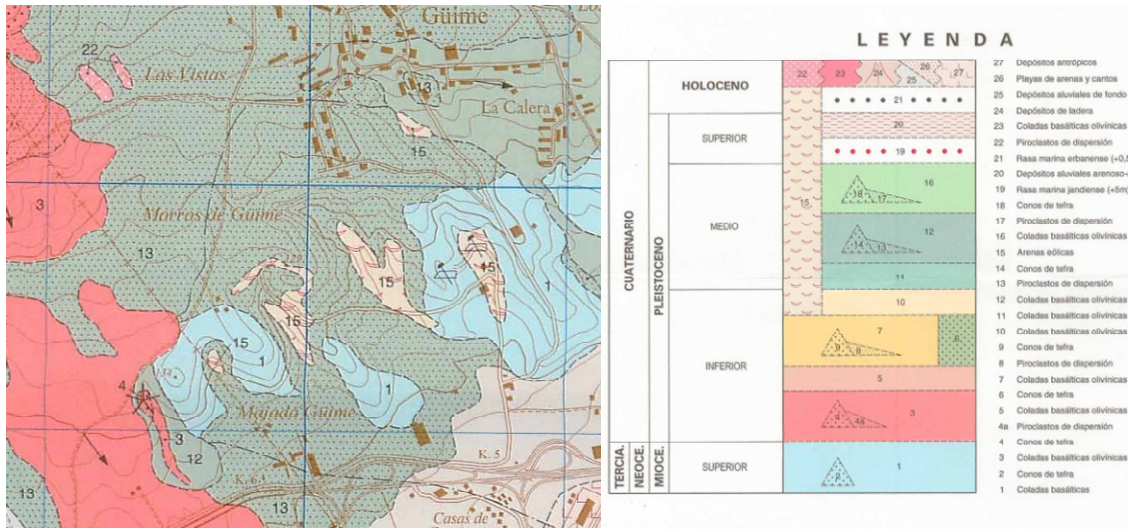 Güime
22
Las Vistas
13
La Calera
15
3
Morros de Güime
13
15
15
1
15
15
1
1
4
134
Majada Güime
3
12
K. 5
K. 6
13
13
Casas de
LEYENDA
TERCIA.
NEOCE.
MIOCE.
CUATERNARIO
PLEISTOCENO
HOLOCENO
SUPERIOR
MEDIO
INFERIOR
SUPERIOR
22
23
24
25
26
27
21
20
19
15
18
17
16
14
13
12
11
10
9
8
7
6
5
4
4a
3
2
1
27 Depósitos antrópicos
26 Playas de arenas y cantos
25 Depósitos aluviales de fondo
24 Depósitos de ladera
23 Coladas basálticas olivínicas
22 Piroclastos de dispersión
21 Rasa marina erbanense (+0,5
20 Depósitos aluviales arenoso-
19 Rasa marina jandiense (+5m)
18 Conos de tefra
17 Piroclastos de dispersión
16 Coladas basálticas olivínicas
15 Arenas eólicas
14 Conos de tefra
13 Piroclastos de dispersión
12 Coladas basálticas olivínicas
11 Coladas basálticas olivínicas
10 Coladas basálticas olivínicas
9 Conos de tefra
8 Piroclastos de dispersión
7 Coladas basálticas olivínicas
6 Conos de tefra
5 Coladas basálticas olivínicas
4a Piroclastos de dispersión
4 Conos de tefra
3 Coladas basálticas olivínicas
2 Conos de tefra
1 Coladas basálticas